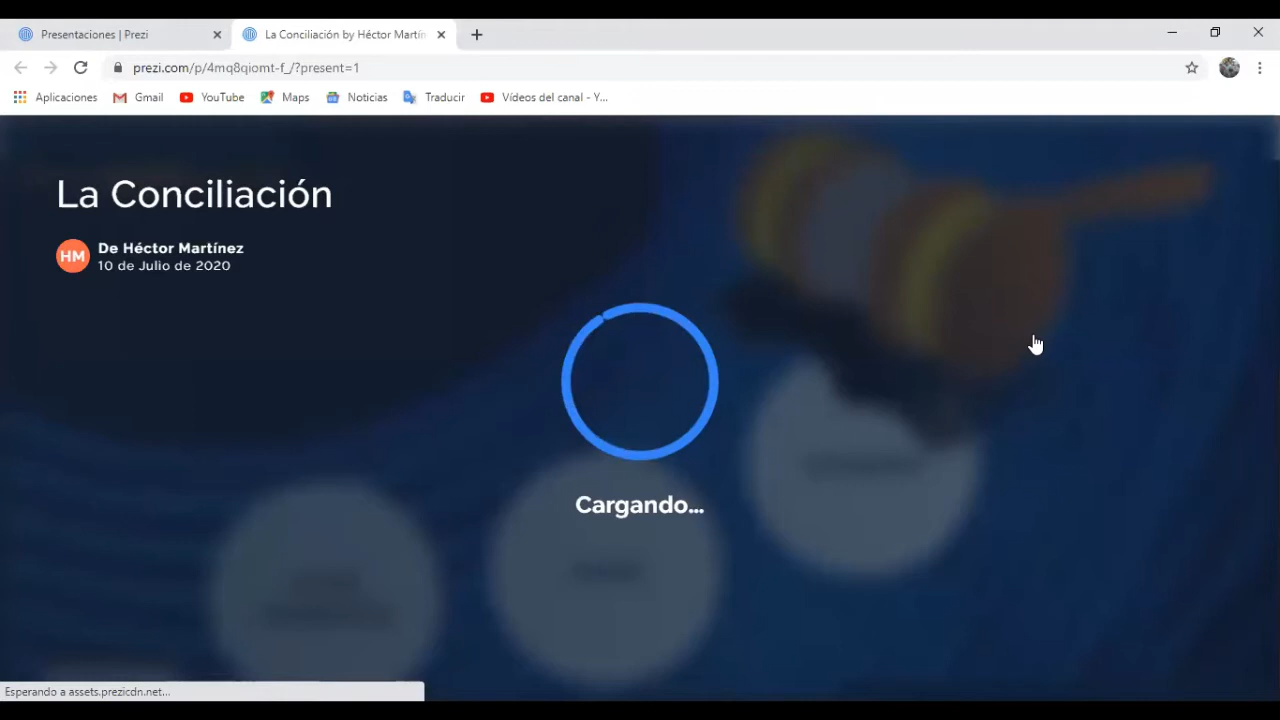 Presentaciones | Prezi
La Conciliación by Héctor Martín
prezi.com/p/4mq8qiomt-f_/?present=1
Aplicaciones
Gmail
YouTube
Maps
Noticias
Traducir
Vídeos del canal - Y...
La Conciliación
HM
De Héctor Martínez
10 de Julio de 2020
Cargando...
Esperando a assets.prezicdn.net...